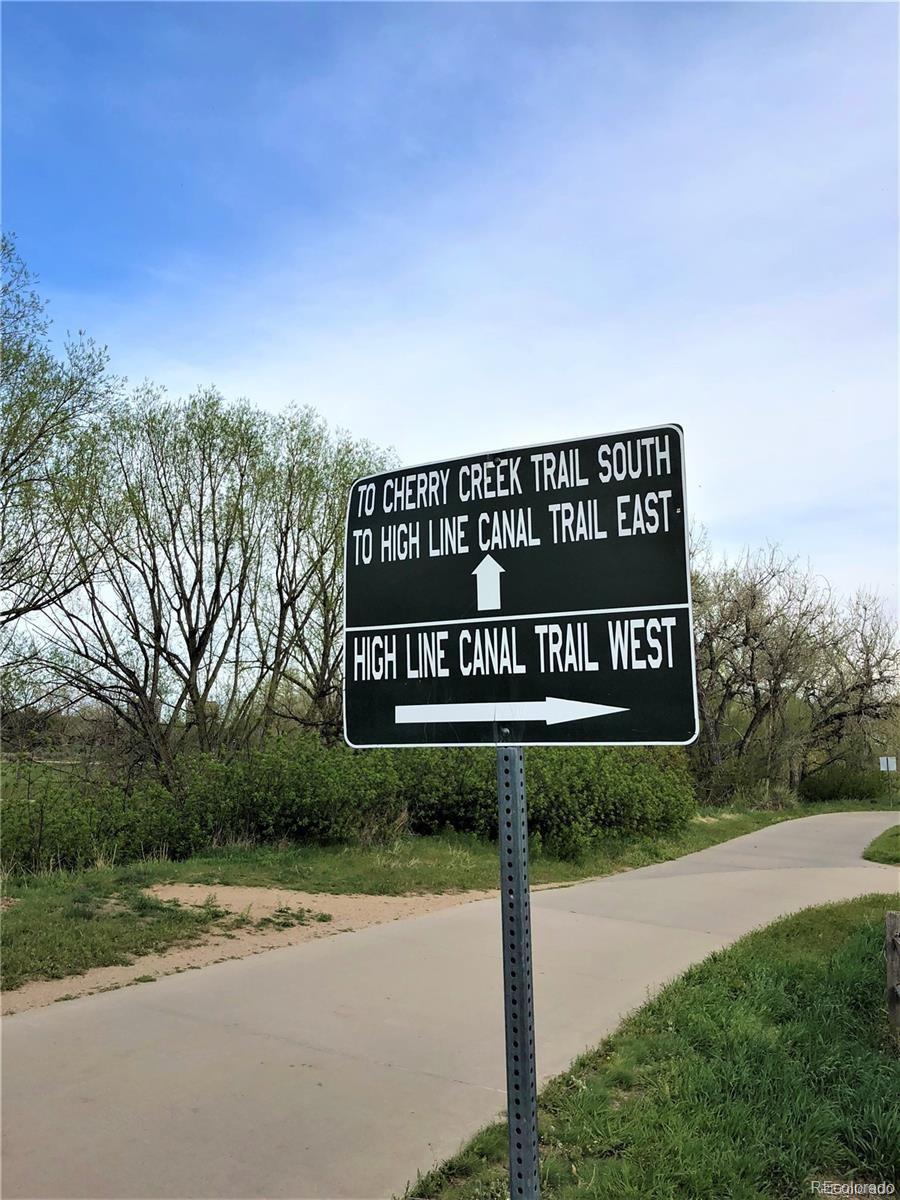 TO CHERRY CREEK TRAIL SOUTH
TO HIGH LINE CANAL TRAIL EAST
HIGH LINE CANAL TRAIL WEST
REcolorado